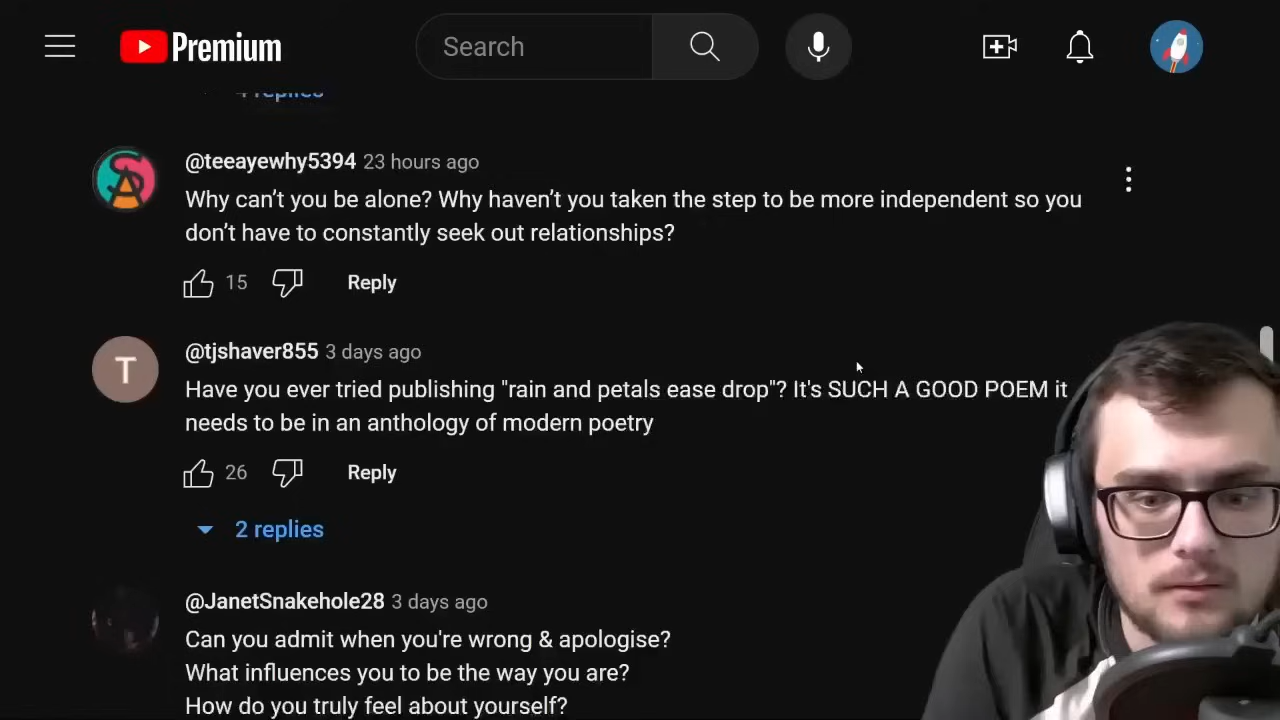 Premium
Search
4 replies
@teeayewhy5394 23 hours ago
Why can’t you be alone? Why haven’t you taken the step to be more independent so you
don’t have to constantly seek out relationships?
15
Reply
T
@tjshaver855 3 days ago
Have you ever tried publishing "rain and petals ease drop"? It's SUCH A GOOD POEM it
needs to be in an anthology of modern poetry
26
Reply
2 replies
@JanetSnakehole28 3 days ago
Can you admit when you're wrong & apologise?
What influences you to be the way you are?
How do you truly feel about yourself?